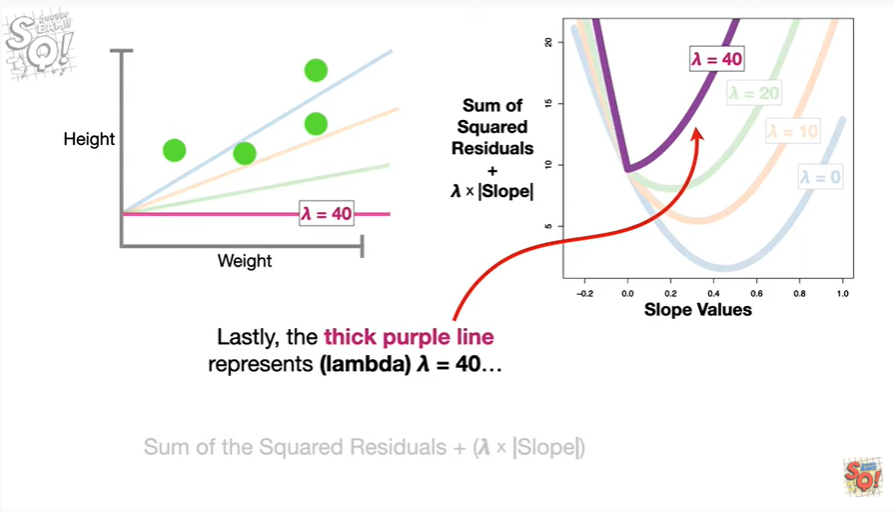 SQ!
Height
λ = 40
Weight
Sum of
Squared
Residuals
+
λ x |Slope|
20
15
10
5
λ = 40
λ = 20
λ = 10
λ = 0
-0.2 0.0 0.2 0.4 0.6 0.8 1.0
Slope Values
Lastly, the thick purple line
represents (lambda) λ = 40...
Sum of the Squared Residuals + (λ x |Slope|)
SQ!